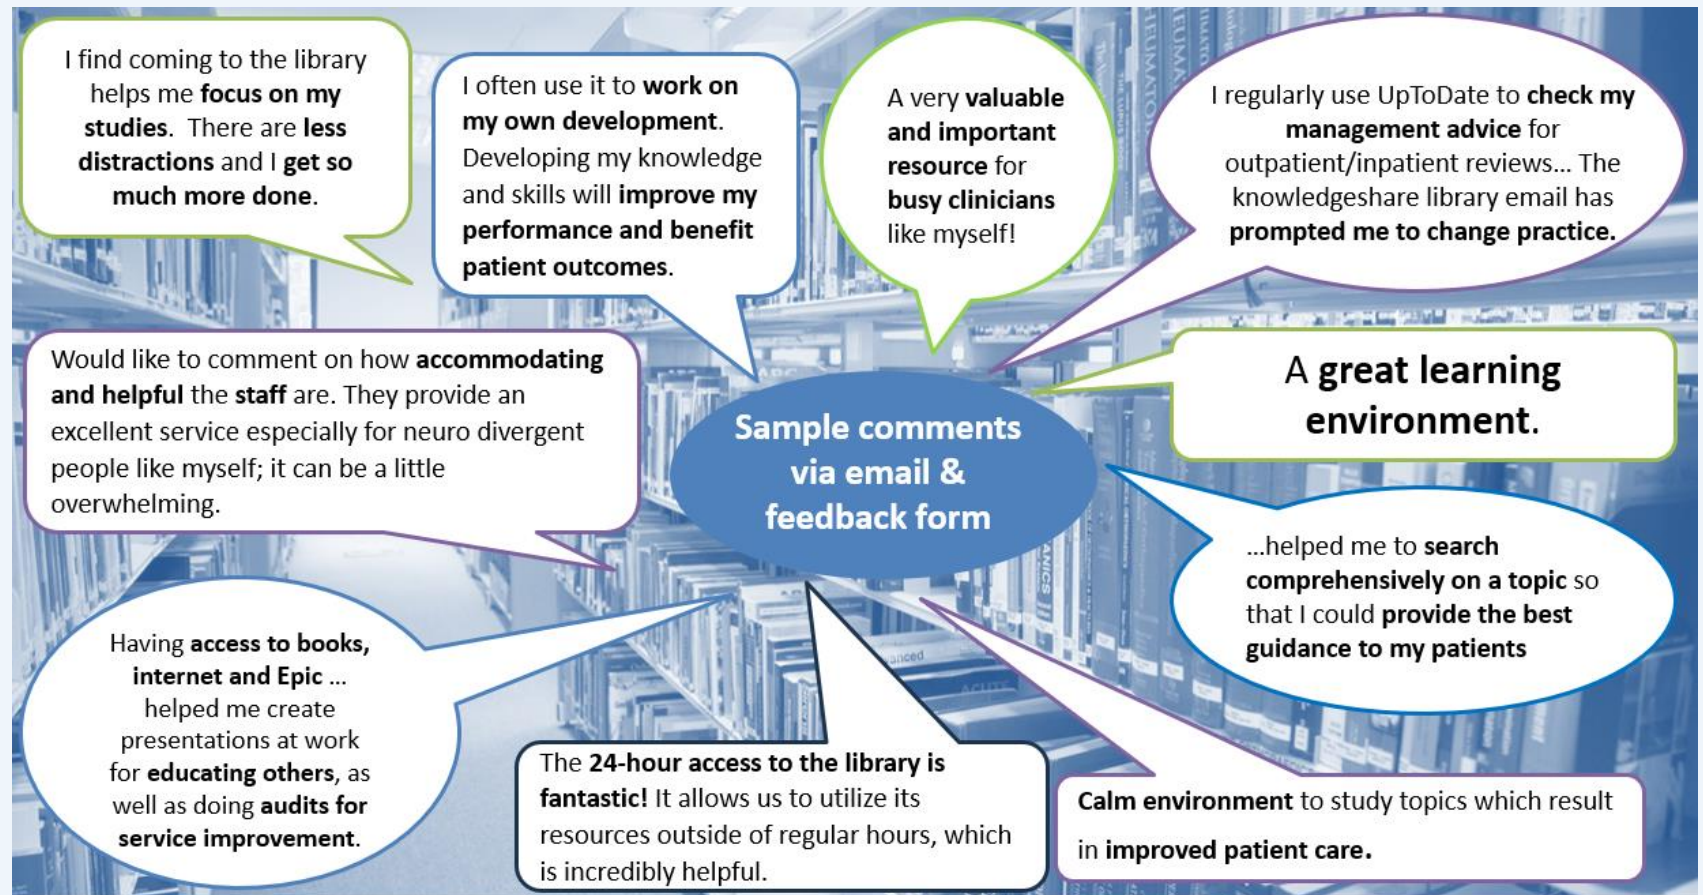 I find coming to the library
helps me focus on my
studies.  There are less
distractions and I get so
much more done.
I often use it to work on
my own development.
Developing my knowledge
and skills will improve my
performance and benefit
patient outcomes.
A very valuable
and important
resource for
busy clinicians
like myself!
I regularly use UpToDate to check my
management advice for
outpatient/inpatient reviews... The
knowledgeshare library email has
prompted me to change practice.
Would like to comment on how accommodating
and helpful the staff are. They provide an
excellent service especially for neuro divergent
people like myself; it can be a little
overwhelming.
Sample comments
via email &
feedback form
A great learning
environment.
...helped me to search
comprehensively on a topic so
that I could provide the best
guidance to my patients
Having access to books,
internet and Epic ...
helped me create
presentations at work
for educating others, as
well as doing audits for
service improvement.
The 24-hour access to the library is
fantastic! It allows us to utilize its
resources outside of regular hours, which
is incredibly helpful.
Calm environment to study topics which result
in improved patient care.